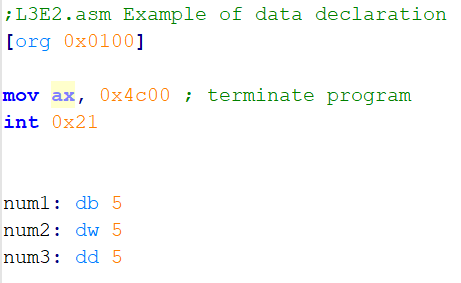 ;L3E2.asm Example of data declaration
[org 0x0100]
mov ax, 0x4c00 ; terminate program
int 0x21
num1: db 5
num2: dw 5
num3: dd 5